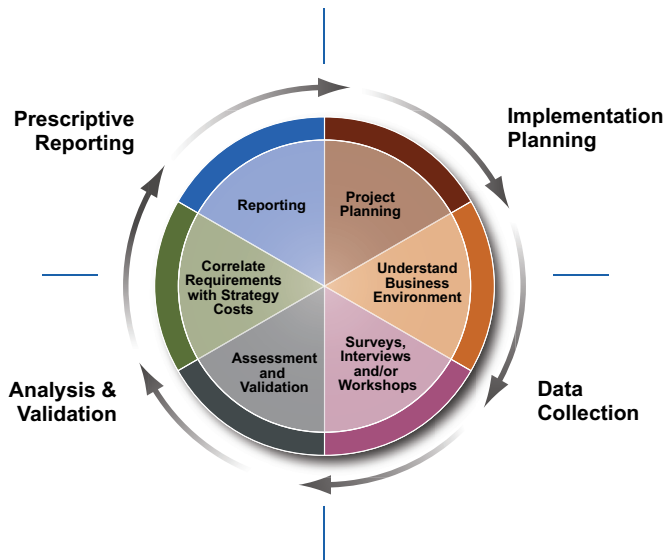 Prescriptive
Reporting
Implementation
Planning
Reporting
Project
Planning
Correlate
Requirements
with Strategy
Costs
Understand
Business
Environment
Assessment
and
Validation
Surveys,
Interviews
and/or
Workshops
Analysis &
Validation
Data
Collection